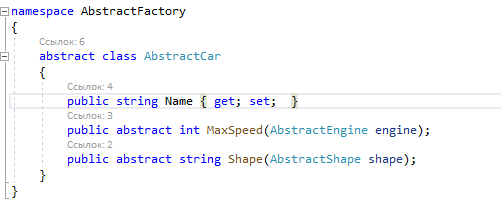 namespace AbstractFactory
{
Ссылок: 6
abstract class AbstractCar
{
Ссылок: 4
public string Name { get; set;  }
Ссылок: 3
public abstract int MaxSpeed(AbstractEngine engine);
Ссылок: 2
public abstract string Shape(AbstractShape shape);
}
}